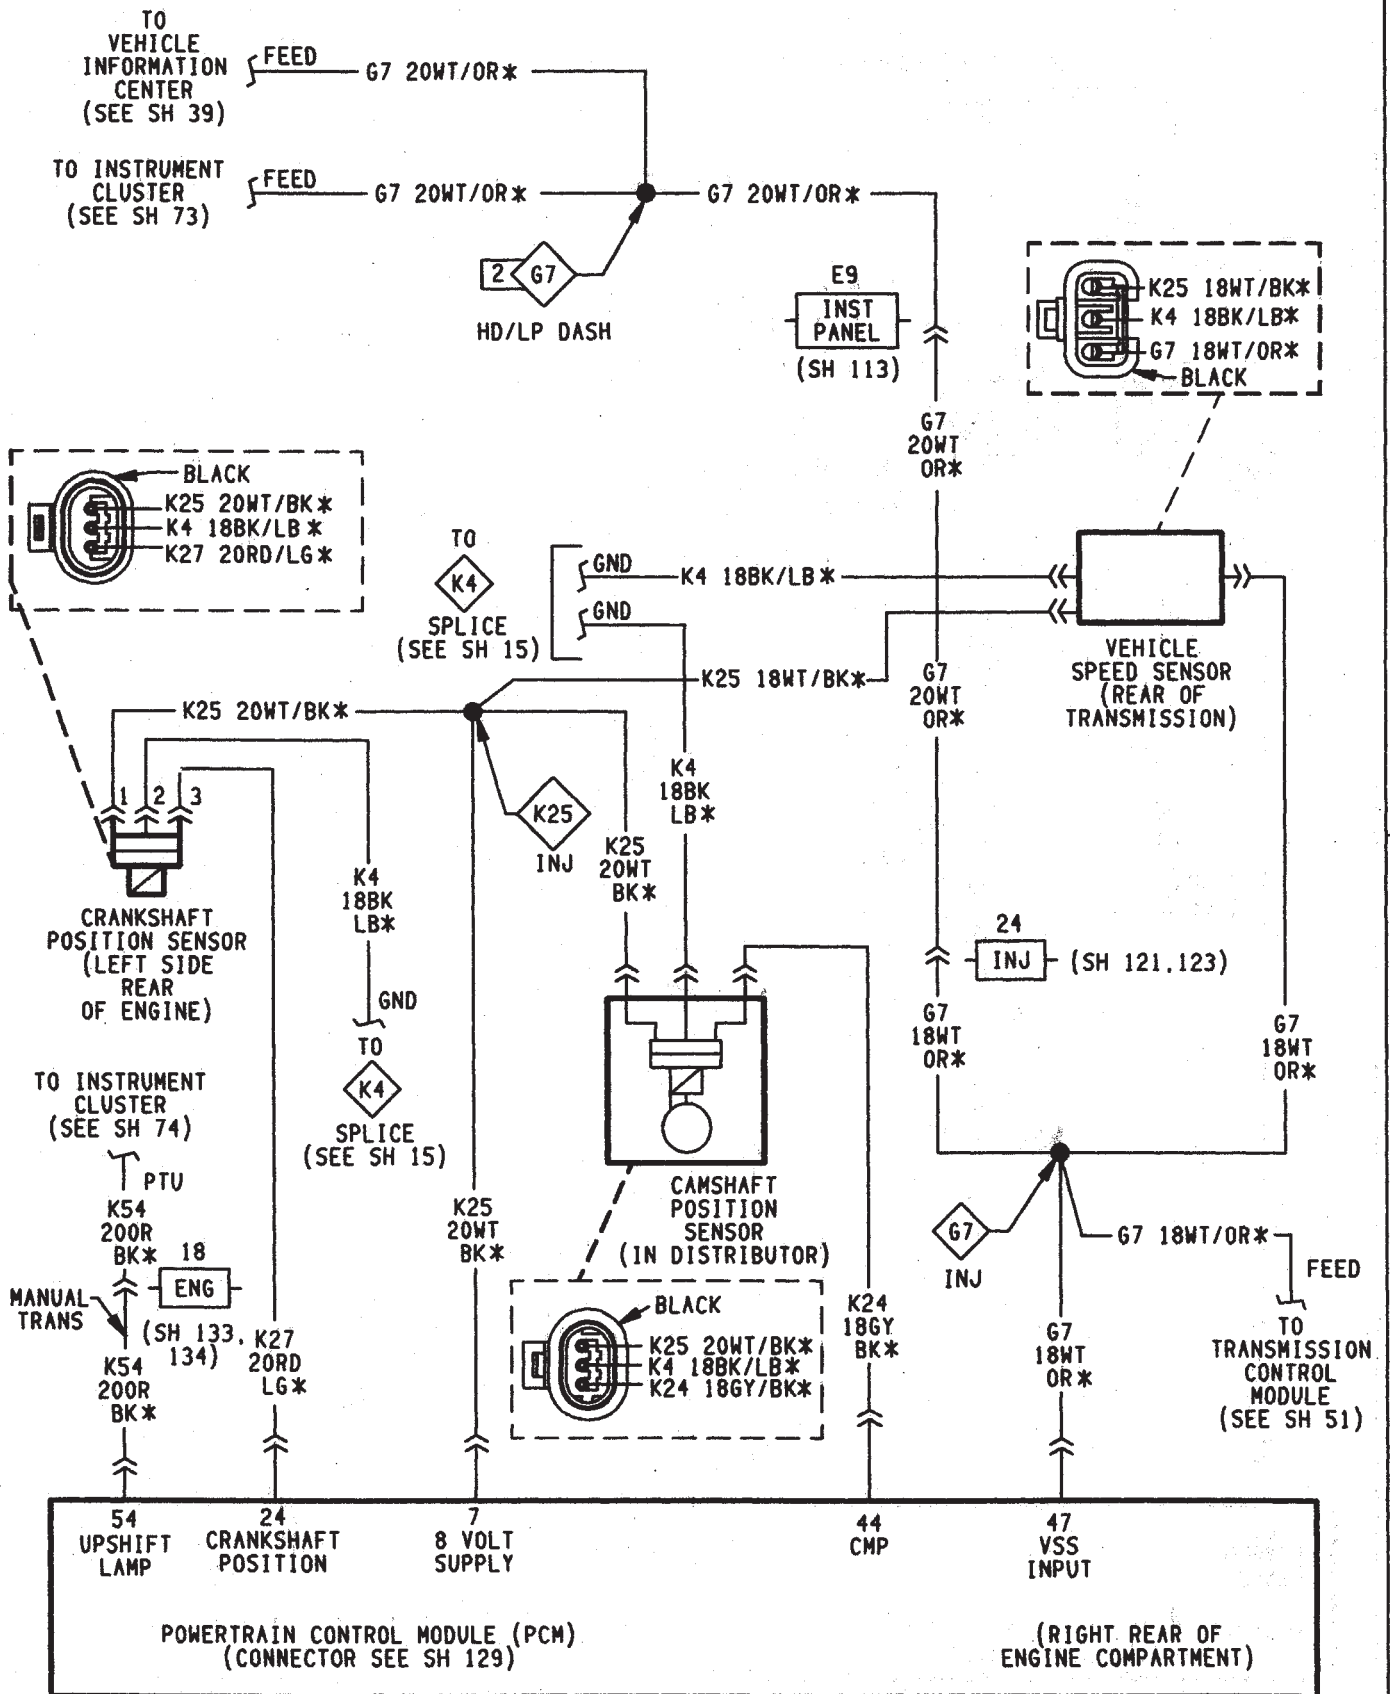 TO
VEHICLE
INFORMATION
CENTER
(SEE SH 39)
FEED
G7 20WT/OR*
TO INSTRUMENT
CLUSTER
(SEE SH 73)
FEED
G7 20WT/OR*
G7 20WT/OR*
2
G7
HD/LP DASH
E9
INST
PANEL
(SH 113)
K25 18WT/BK*
K4 18BK/LB*
G7 18WT/OR*
BLACK
G7
20WT
OR*
BLACK
K25 20WT/BK*
K4 18BK/LB*
K27 20RD/LG*
TO
K4
SPLICE
(SEE SH 15)
GND
K4 18BK/LB*
GND
K25 18WT/BK*
VEHICLE
SPEED SENSOR
(REAR OF
TRANSMISSION)
G7
20WT
OR*
K25 20WT/BK*
1
2
3
K25
INJ
K4
18BK
LB*
K25
20WT
BK*
K4
18BK
LB*
CRANKSHAFT
POSITION SENSOR
(LEFT SIDE
REAR
OF ENGINE)
GND
TO
K4
SPLICE
(SEE SH 15)
24
INJ
(SH 121,123)
G7
18WT
OR*
G7
18WT
OR*
TO INSTRUMENT
CLUSTER
(SEE SH 74)
PTU
K54
20OR
BK*
18
ENG
(SH 133,
134)
MANUAL
TRANS
K54
20OR
BK*
K27
20RD
LG*
K25
20WT
BK*
CAMSHAFT
POSITION
SENSOR
(IN DISTRIBUTOR)
BLACK
K25 20WT/BK*
K4 18BK/LB*
K24 18GY/BK*
K24
18GY
BK*
G7
INJ
G7 18WT/OR*
FEED
TO
TRANSMISSION
CONTROL
MODULE
(SEE SH 51)
G7
18WT
OR*
54
UPSHIFT
LAMP
24
CRANKSHAFT
POSITION
7
8 VOLT
SUPPLY
44
CMP
47
VSS
INPUT
POWERTRAIN CONTROL MODULE (PCM)
(CONNECTOR SEE SH 129)
(RIGHT REAR OF
ENGINE COMPARTMENT)